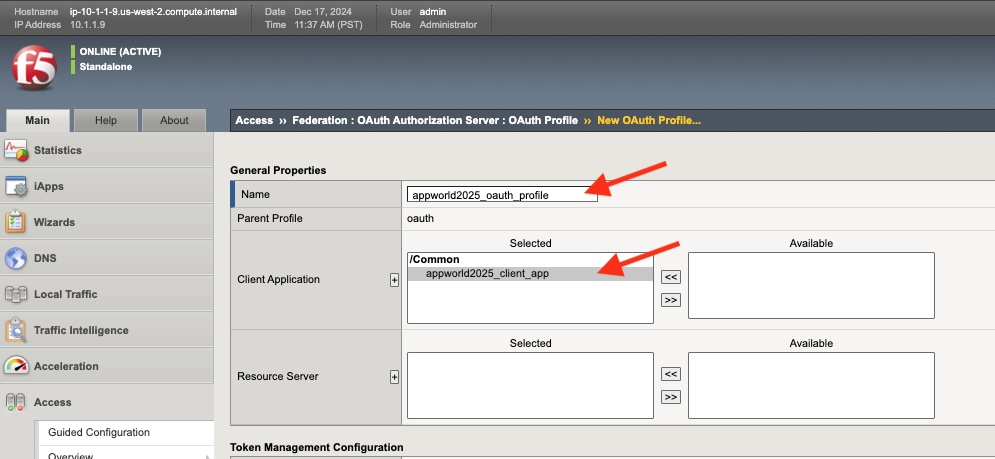 Hostname ip-10-1-1-9.us-west-2.compute.internal Date Dec 17, 2024 User admin
IP Address 10.1.1.9 Time 11:37 AM (PST) Role Administrator
f5
ONLINE (ACTIVE)
Standalone
Main Help About
Access ›› Federation : OAuth Authorization Server : OAuth Profile ›› New OAuth Profile...
Statistics
iApps
Wizards
DNS
Local Traffic
Traffic Intelligence
Acceleration
Access
Guided Configuration
Overview
General Properties
Name appworld2025_oauth_profile
Parent Profile oauth
Selected Available
Client Application + /Common
appworld2025_client_app
<<
>>
Selected Available
Resource Server +
<<
>>
Token Management Configuration